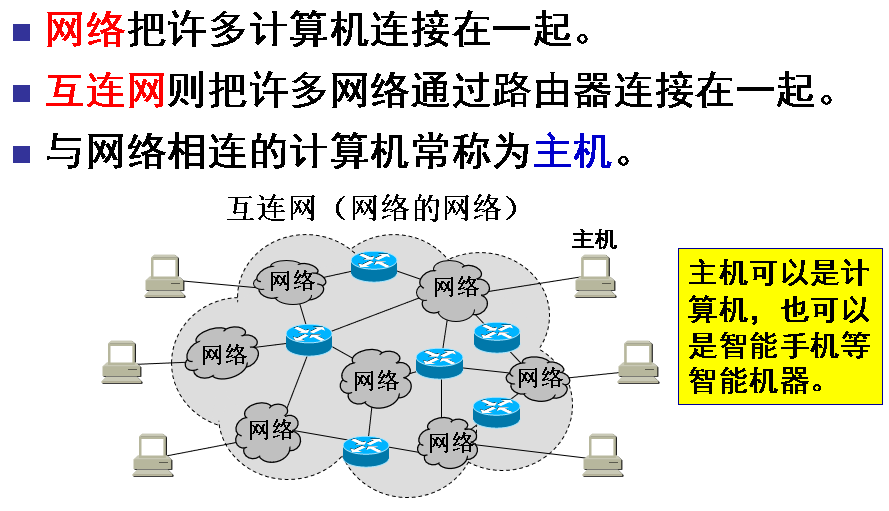 网络把许多计算机连接在一起。
互连网则把许多网络通过路由器连接在一起。
与网络相连的计算机常称为主机。
互连网（网络的网络）
主机
网络
网络
网络
网络
网络
网络
网络
主机可以是计
算机，也可以
是智能手机等
智能机器。